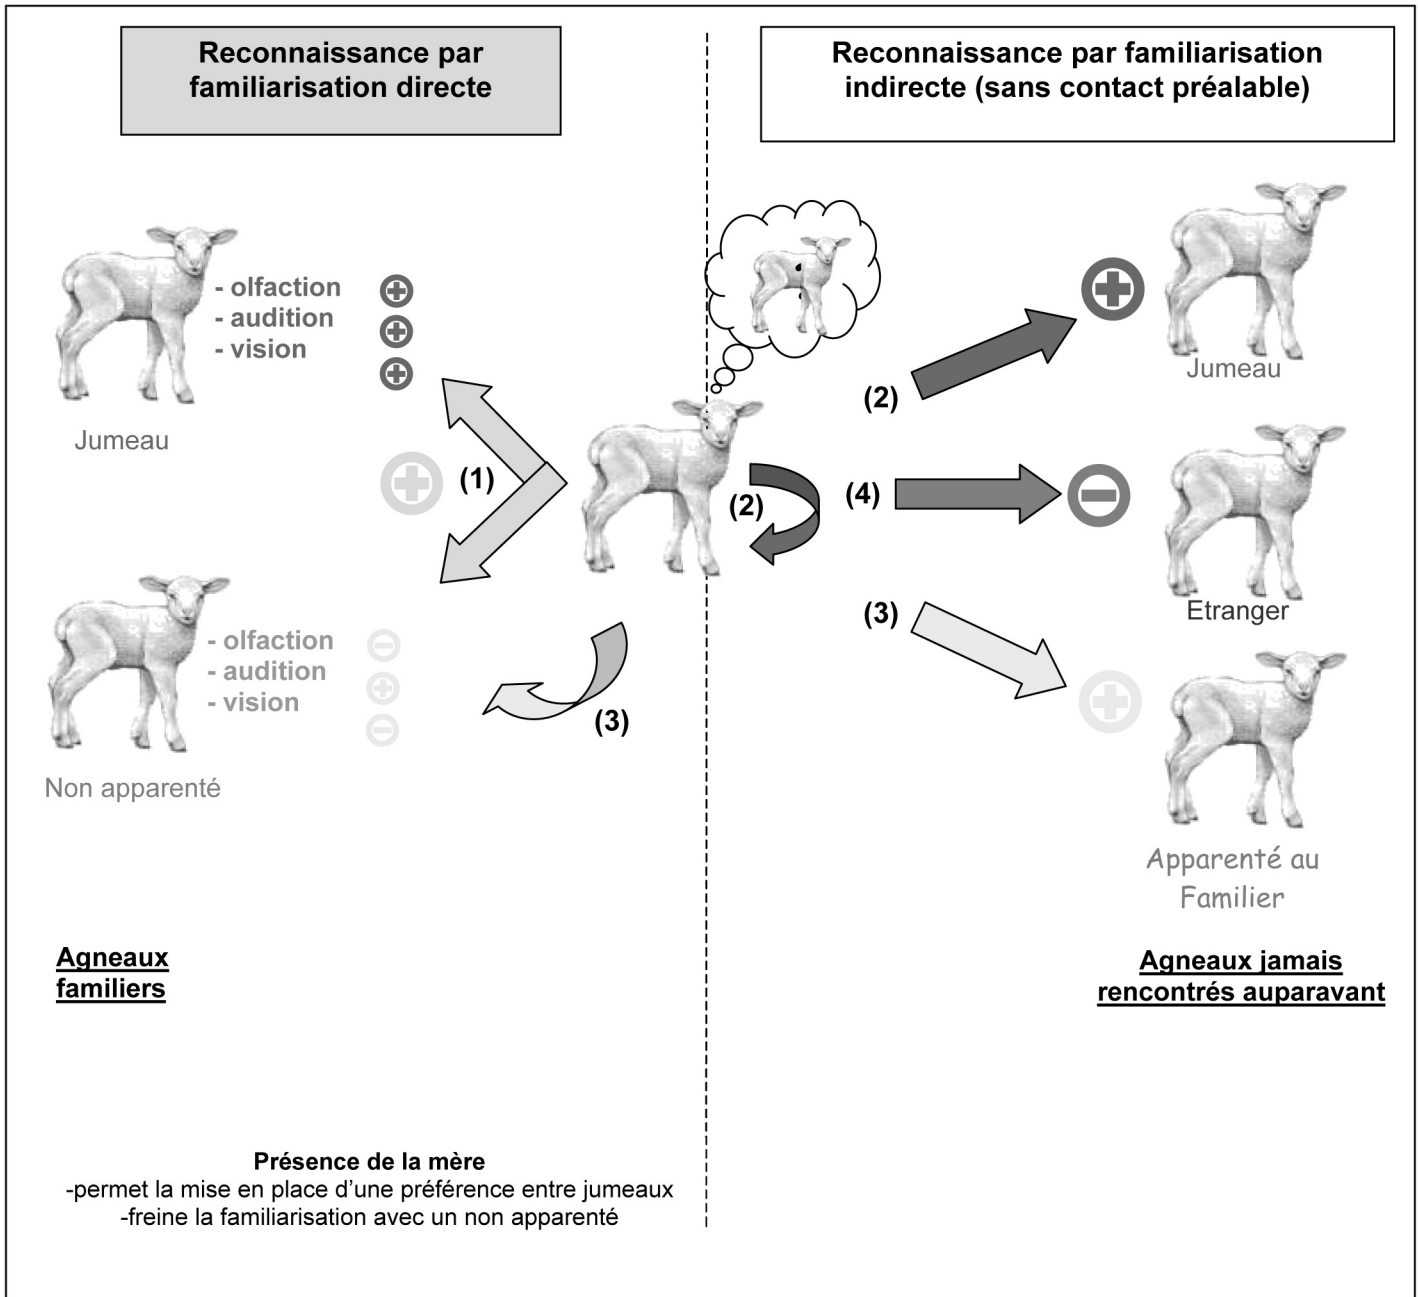 Reconnaissance par
familiarisation directe
Reconnaissance par familiarisation
indirecte (sans contact préalable)
- olfaction
- audition
- vision
Jumeau
(1)
- olfaction
- audition
- vision
Non apparenté
(3)
(2)
(2)
Jumeau
(4)
Etranger
(3)
Apparenté au
Familier
Agneaux
familiers
Agneaux jamais
rencontrés auparavant
Présence de la mère
-permet la mise en place d’une préférence entre jumeaux
-freine la familiarisation avec un non apparenté